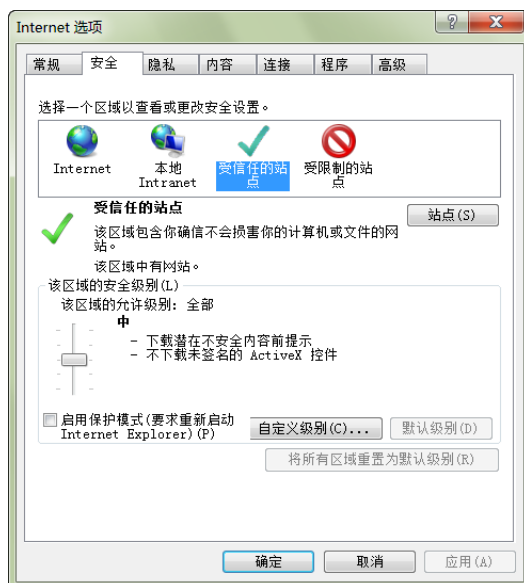 Internet 选项
常规 安全 隐私 内容 连接 程序 高级
选择一个区域以查看或更改安全设置。
Internet 本地 Intranet 受信任的站点 受限制的站点
受信任的站点
站点(S)
该区域包含你确信不会损害你的计算机或文件的网
站。
该区域中有网站。
该区域的安全级别(L)
该区域的允许级别: 全部
中
- 下载潜在不安全内容前提示
- 不下载未签名的 ActiveX 控件
启用保护模式(要求重新启动
Internet Explorer)(P)
自定义级别(C)... 默认级别(D)
将所有区域重置为默认级别(R)
确定 取消 应用(A)